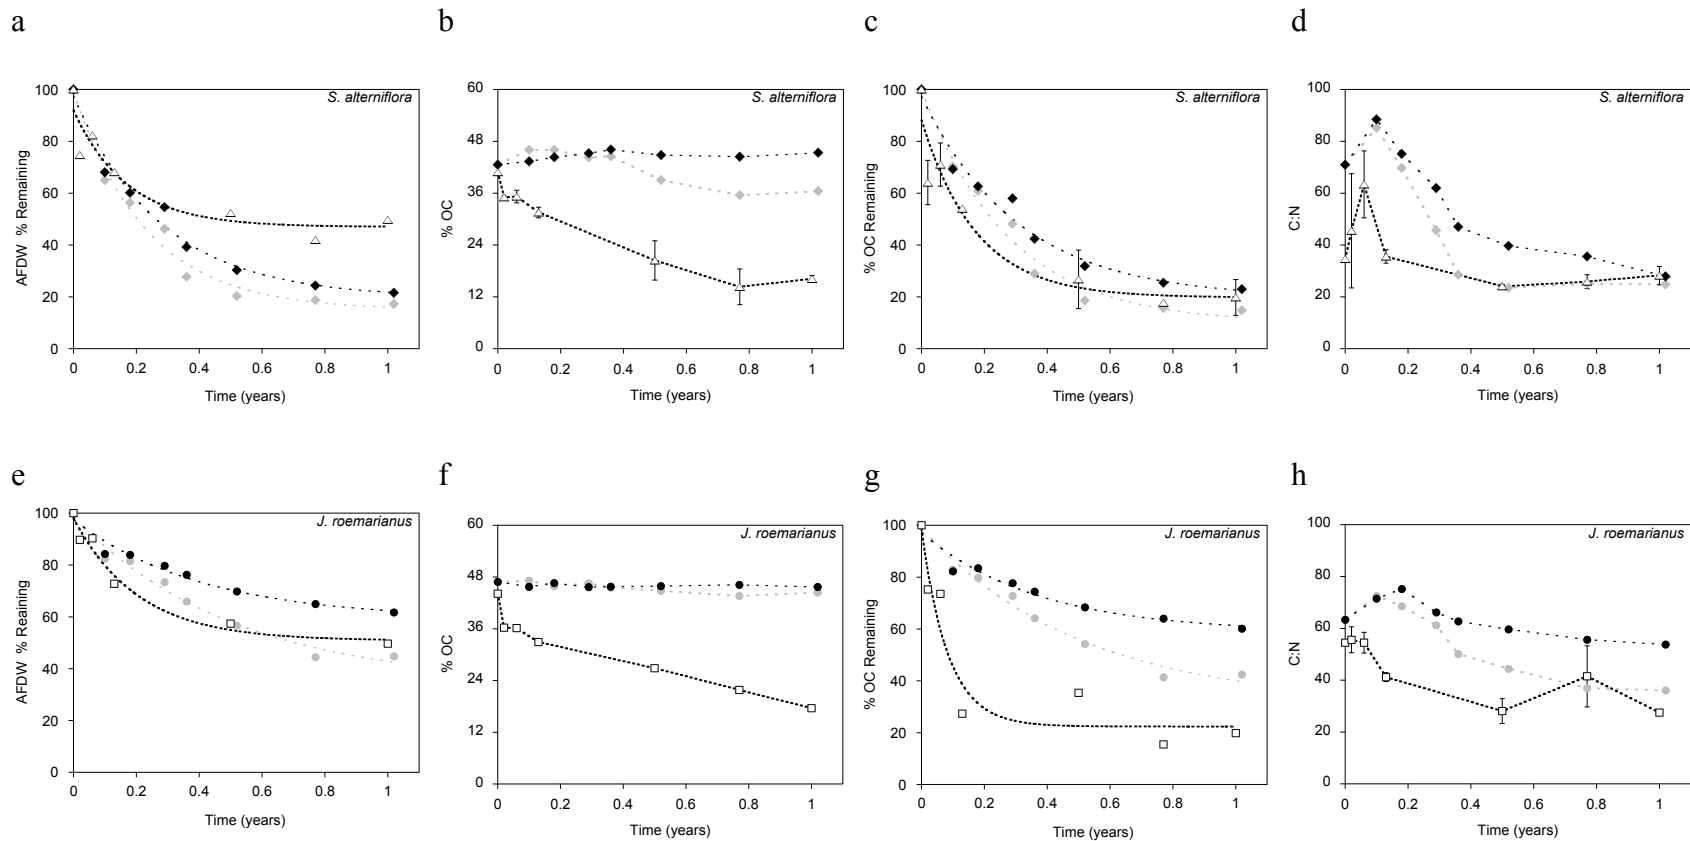 a
S. alterniflora
AFDW % Remaining
100
80
60
40
20
0
0 0.2 0.4 0.6 0.8 1
Time (years)
b
S. alterniflora
% OC
60
48
36
24
12
0
0 0.2 0.4 0.6 0.8 1
Time (years)
c
S. alterniflora
% OC Remaining
100
80
60
40
20
0
0 0.2 0.4 0.6 0.8 1
Time (years)
d
S. alterniflora
C:N
100
80
60
40
20
0
0 0.2 0.4 0.6 0.8 1
Time (years)
e
J. roemarianus
AFDW % Reaining
100
80
60
40
20
0
0 0.2 0.4 0.6 0.8 1
Time (years)
f
J. roemarianus
% OC
60
48
36
24
12
0
0 0.2 0.4 0.6 0.8 1
Time (years)
g
J. roemarianus
% OC Remaining
100
80
60
40
20
0
0 0.2 0.4 0.6 0.8 1
Time (years)
h
J. roemarianus
C:N
100
80
60
40
20
0
0 0.2 0.4 0.6 0.8 1
Time (years)